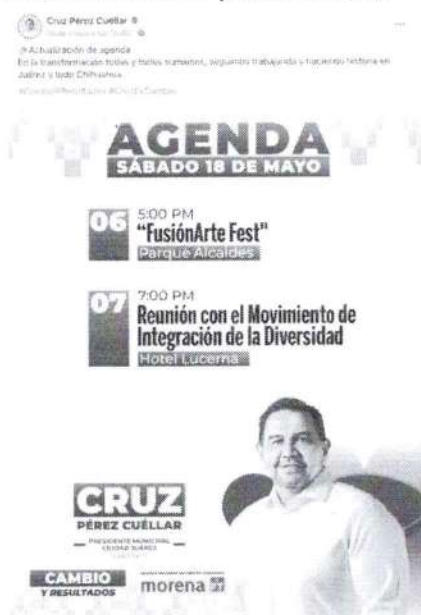 Cruz Pérez Cuéllar
Actualización de agenda
En la transformación todas y todos sumamos, seguimos trabajando y haciendo historia en
Juárez y todo Chihuahua.
AGENDA
SÁBADO 18 DE MAYO
06
5:00 PM
"FusiónArte Fest"
Parque Alcaldes
07
7:00 PM
Reunión con el Movimiento de
Integración de la Diversidad
Hotel Lucerna
CRUZ
PÉREZ CUÉLLAR
PRESIDENTE MUNICIPAL
CIUDAD JUÁREZ
CAMBIO
Y RESULTADOS
morena